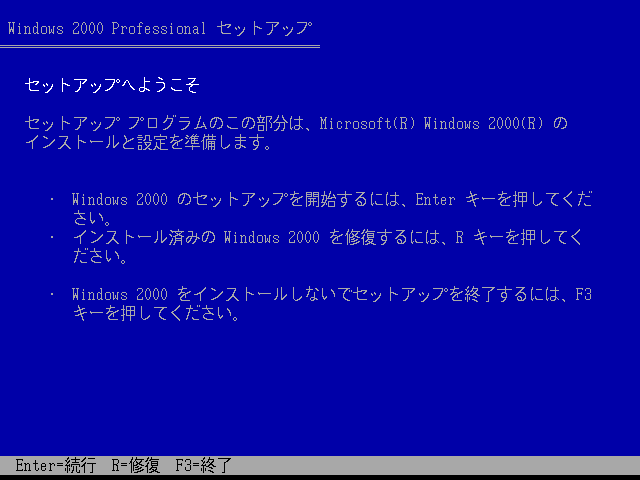 Windows 2000 Professional セットアップ
セットアップへようこそ
セットアップ プログラムのこの部分は、Microsoft(R) Windows 2000(R) の
インストールと設定を準備します。
・ Windows 2000 のセットアップを開始するには、Enter キーを押してくだ
さい。
・ インストール済みの Windows 2000 を修復するには、R キーを押してく
ださい。
・ Windows 2000 をインストールしないでセットアップを終了するには、F3
キーを押してください。
Enter=続行 R=修復 F3=終了